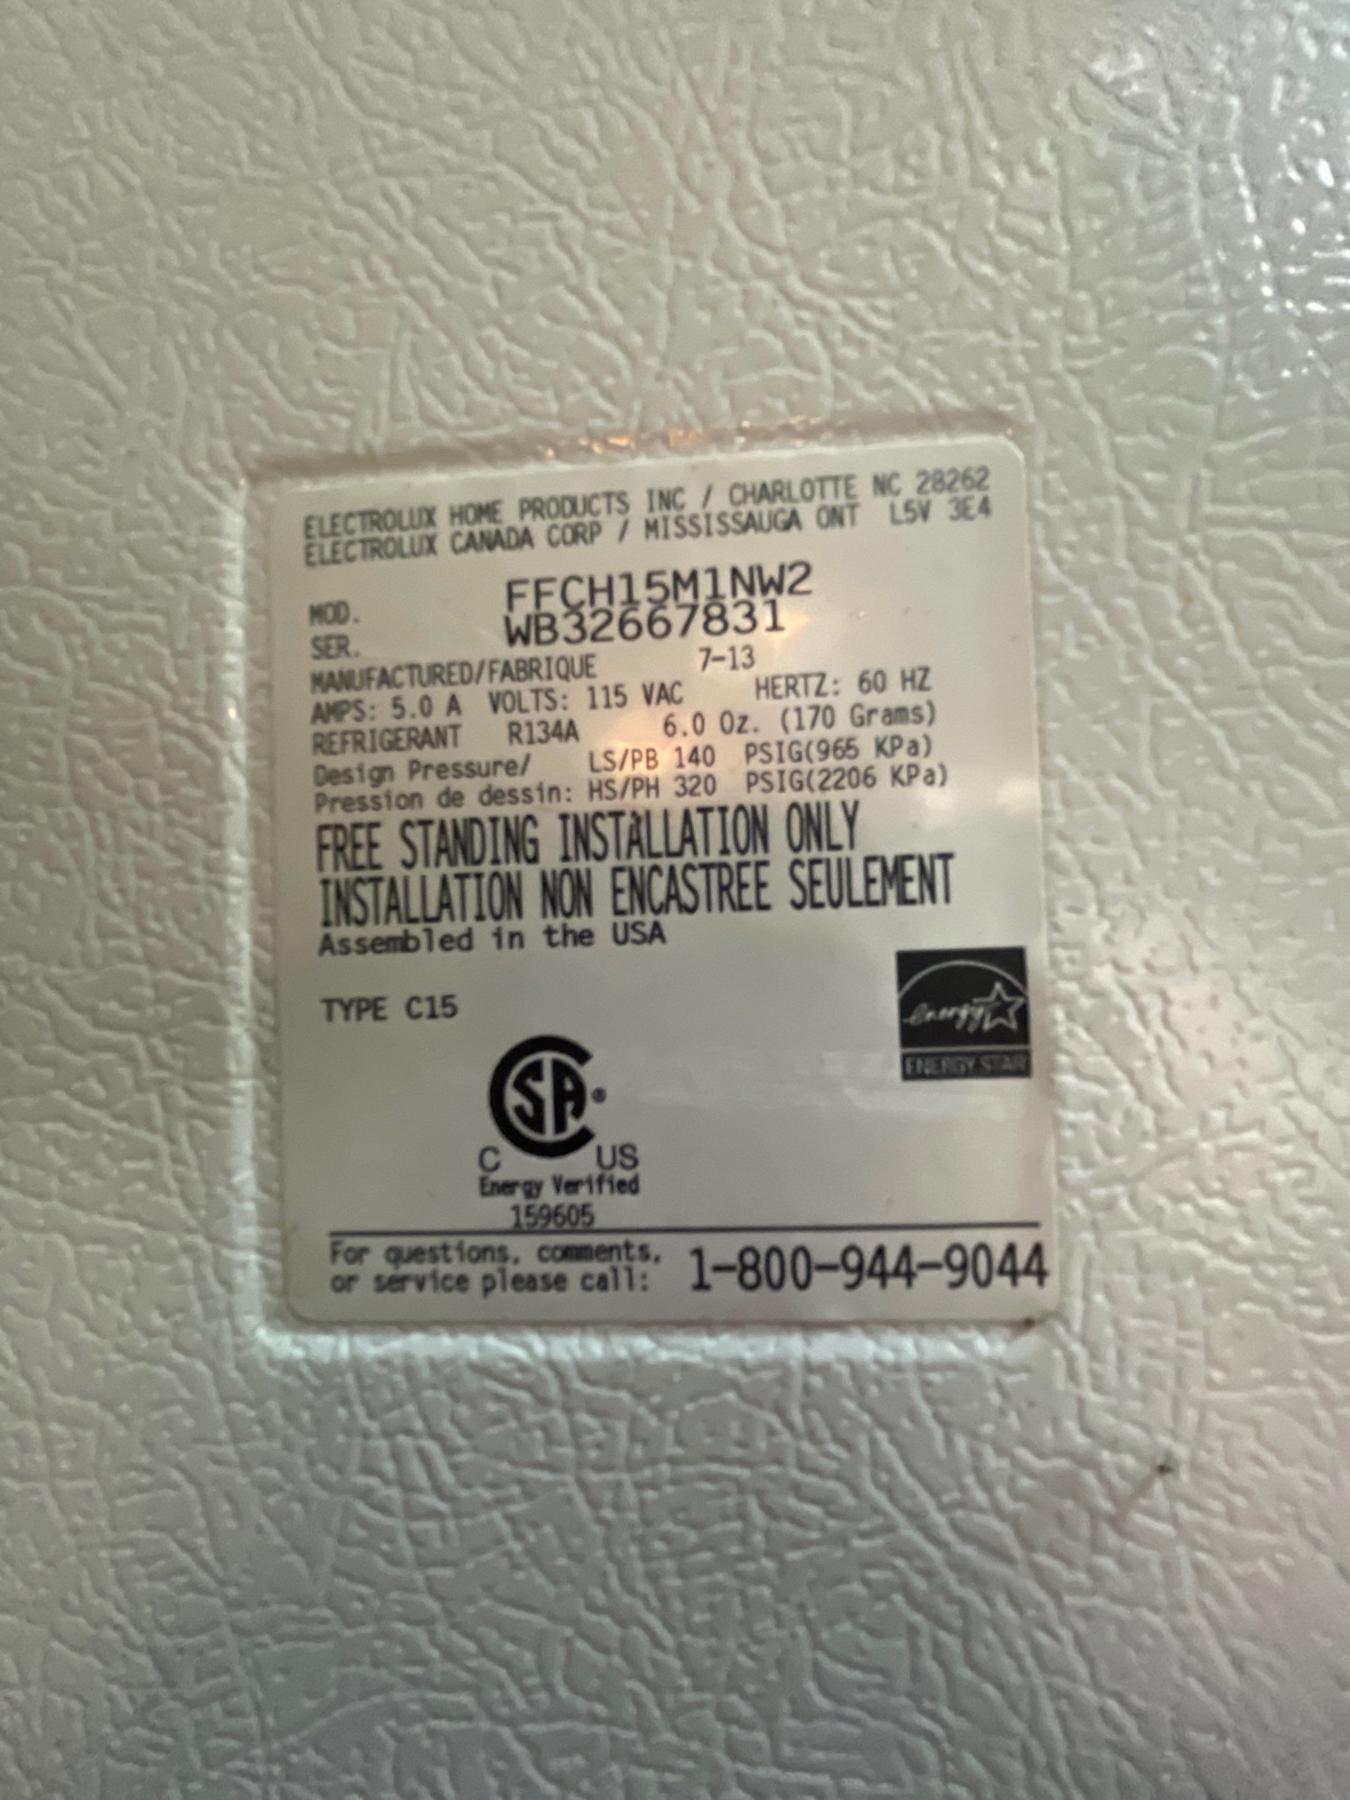 ELECTROLUX HOME PRODUCTS INC / CHARLOTTE NC 28262
ELECTROLUX CANADA CORP / MISSISSAUGA ONT L5V 3E4
MOD. FFCH15M1NW2
SER. WB32667831
MANUFACTURED/FABRIQUE 7-13
AMPS: 5.0 A VOLTS: 115 VAC HERTZ: 60 HZ
REFRIGERANT R134A 6.0 Oz. (170 Grams)
Design Pressure/ LS/PB 140 PSIG(965 KPa)
Pression de dessin: HS/PH 320 PSIG(2206 KPa)
FREE STANDING INSTALLATION ONLY
INSTALLATION NON ENCASTREE SEULEMENT
Assembled in the USA
TYPE C15
energy
ENERGY STAR
CSA®
C US
Energy Verified
159605
For questions, comments,
or service please call: 1-800-944-9044